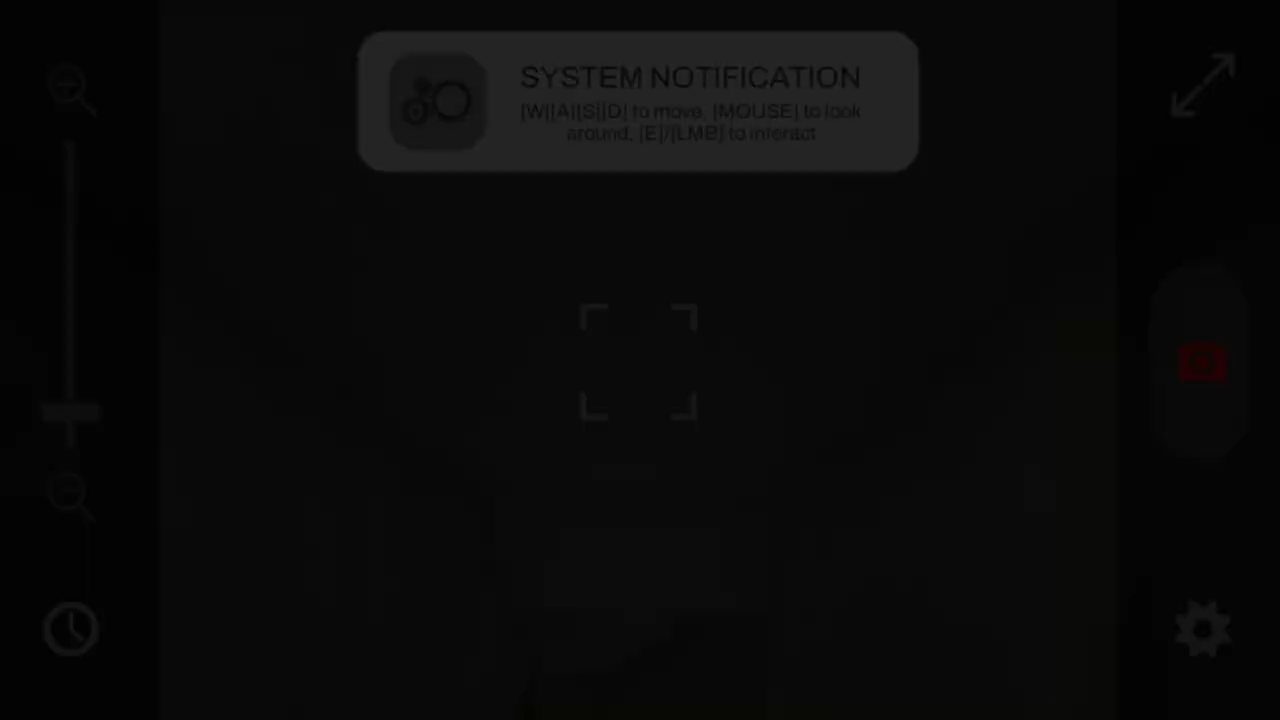 SYSTEM NOTIFICATION
[W][A][S][D] to move, [MOUSE] to look
around, [E]/[LMB] to interact